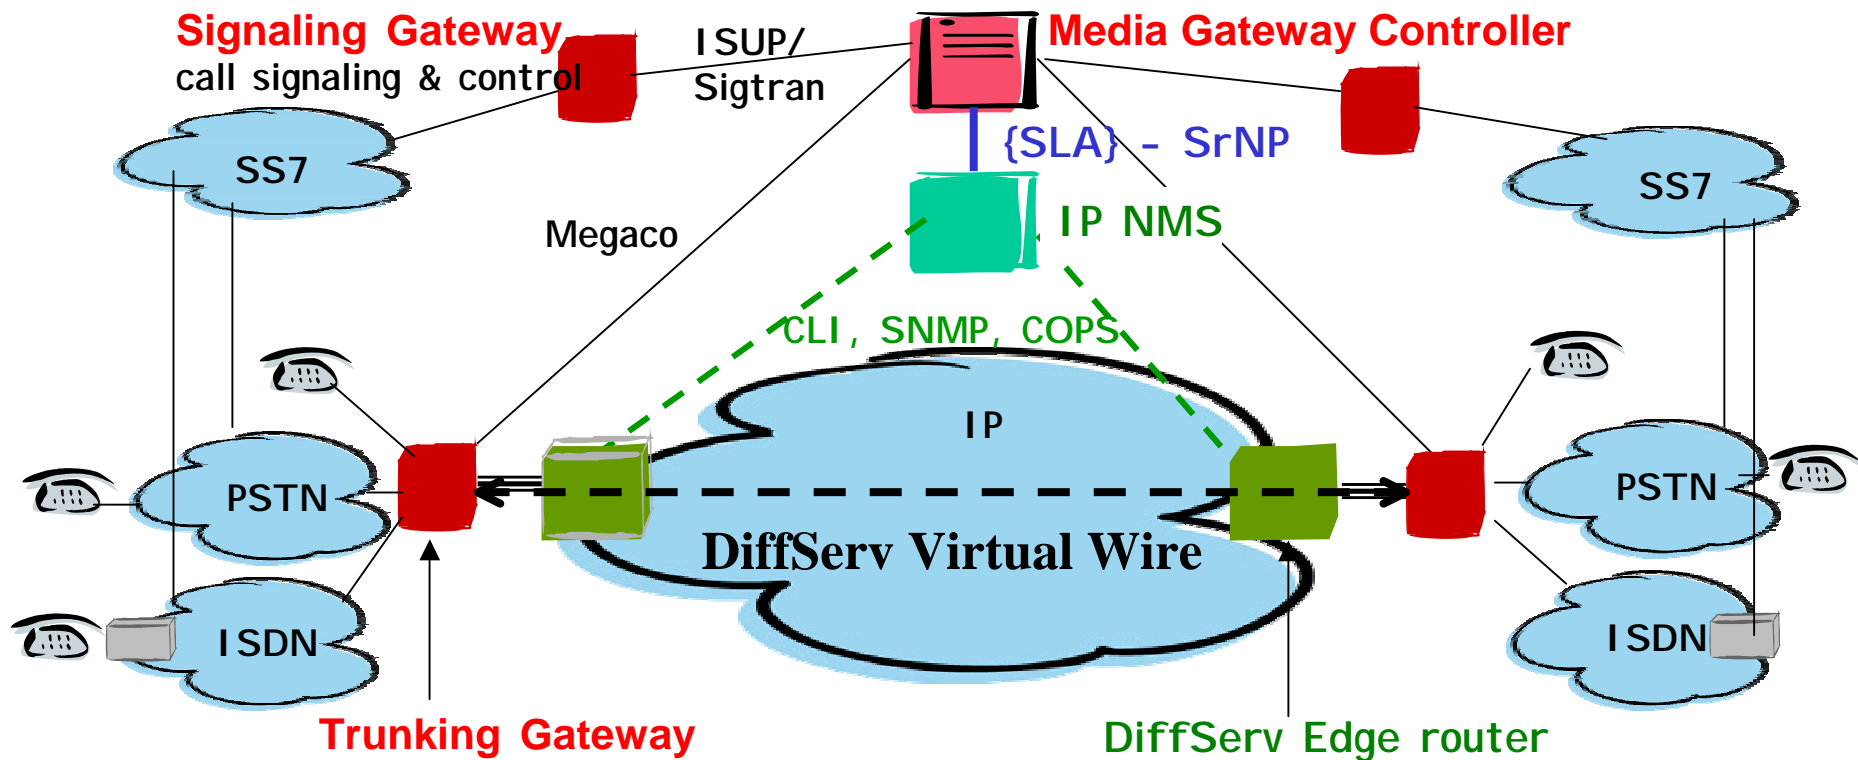 Signaling Gateway
call signaling & control
ISUP/
Sigtran
Media Gateway Controller
{SLA} - SrNP
SS7
SS7
Megaco
IP NMS
CLI, SNMP, COPS
IP
PSTN
PSTN
DiffServ Virtual Wire
ISDN
ISDN
Trunking Gateway
DiffServ Edge router